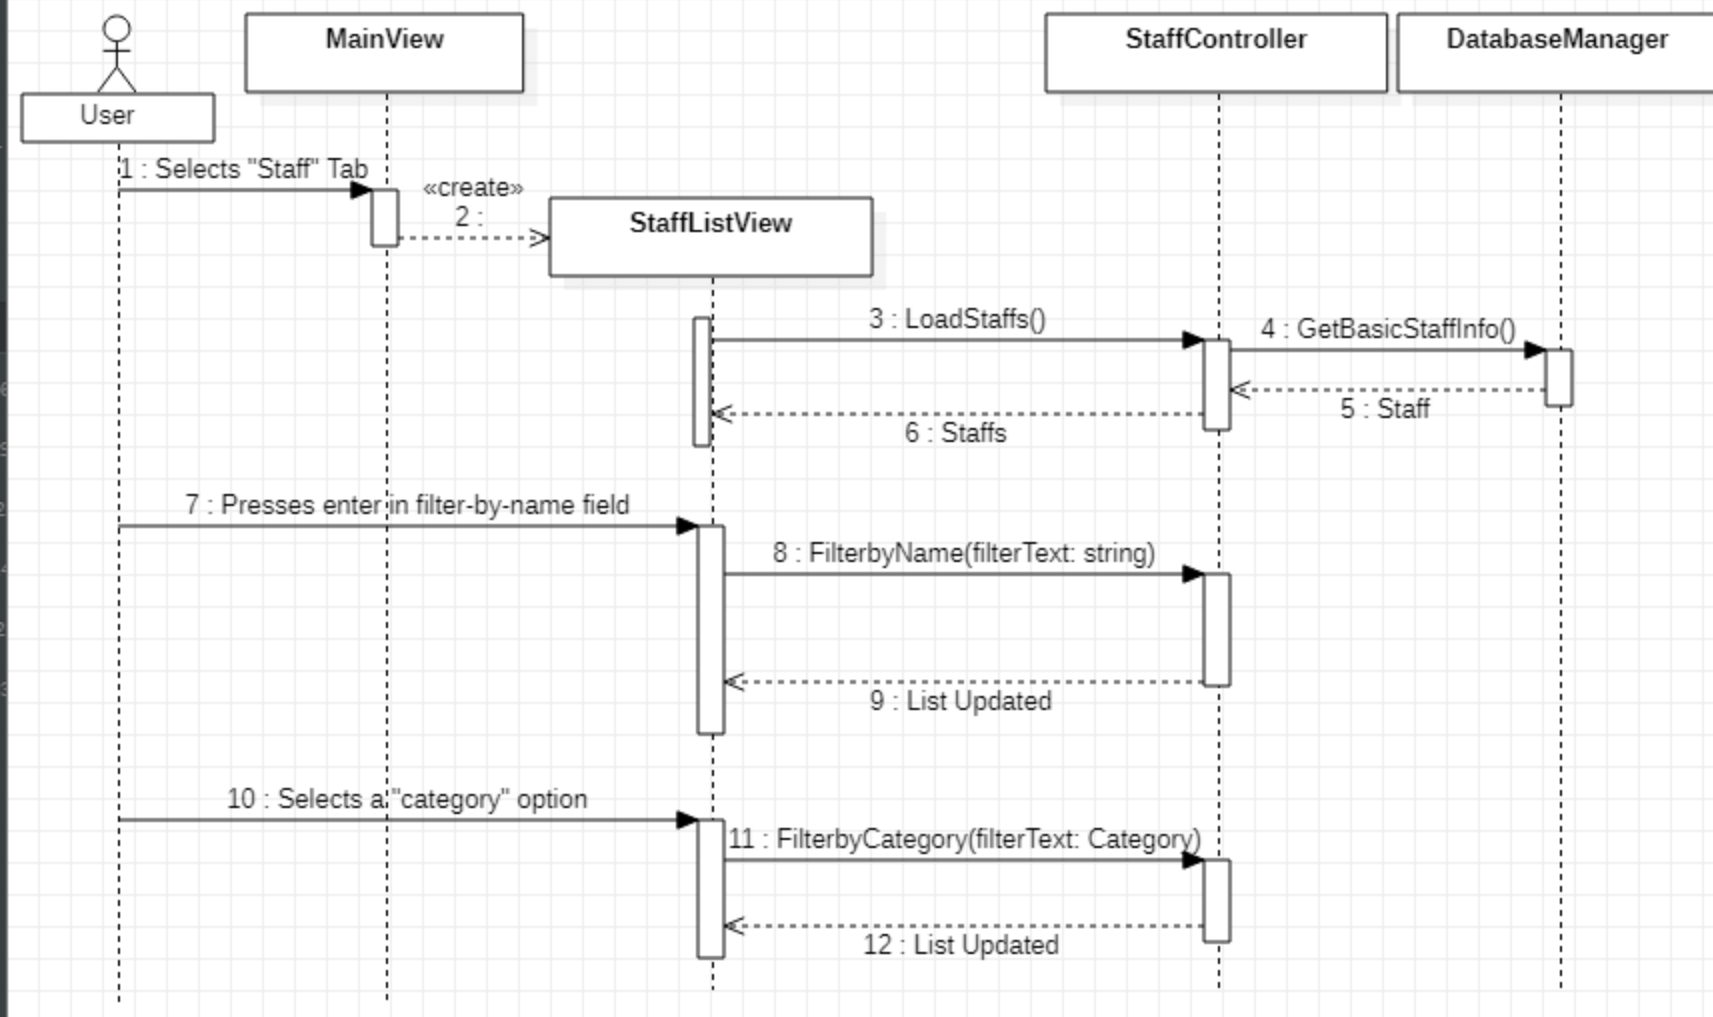 MainView
StaffController
DatabaseManager
User
1 : Selects "Staff" Tab
«create»
2 :
StaffListView
3 : LoadStaffs()
4 : GetBasicStaffInfo()
5 : Staff
6 : Staffs
7 : Presses enter in filter-by-name field
8 : FilterbyName(filterText: string)
9 : List Updated
10 : Selects a "category" option
11 : FilterbyCategory(filterText: Category)
12 : List Updated